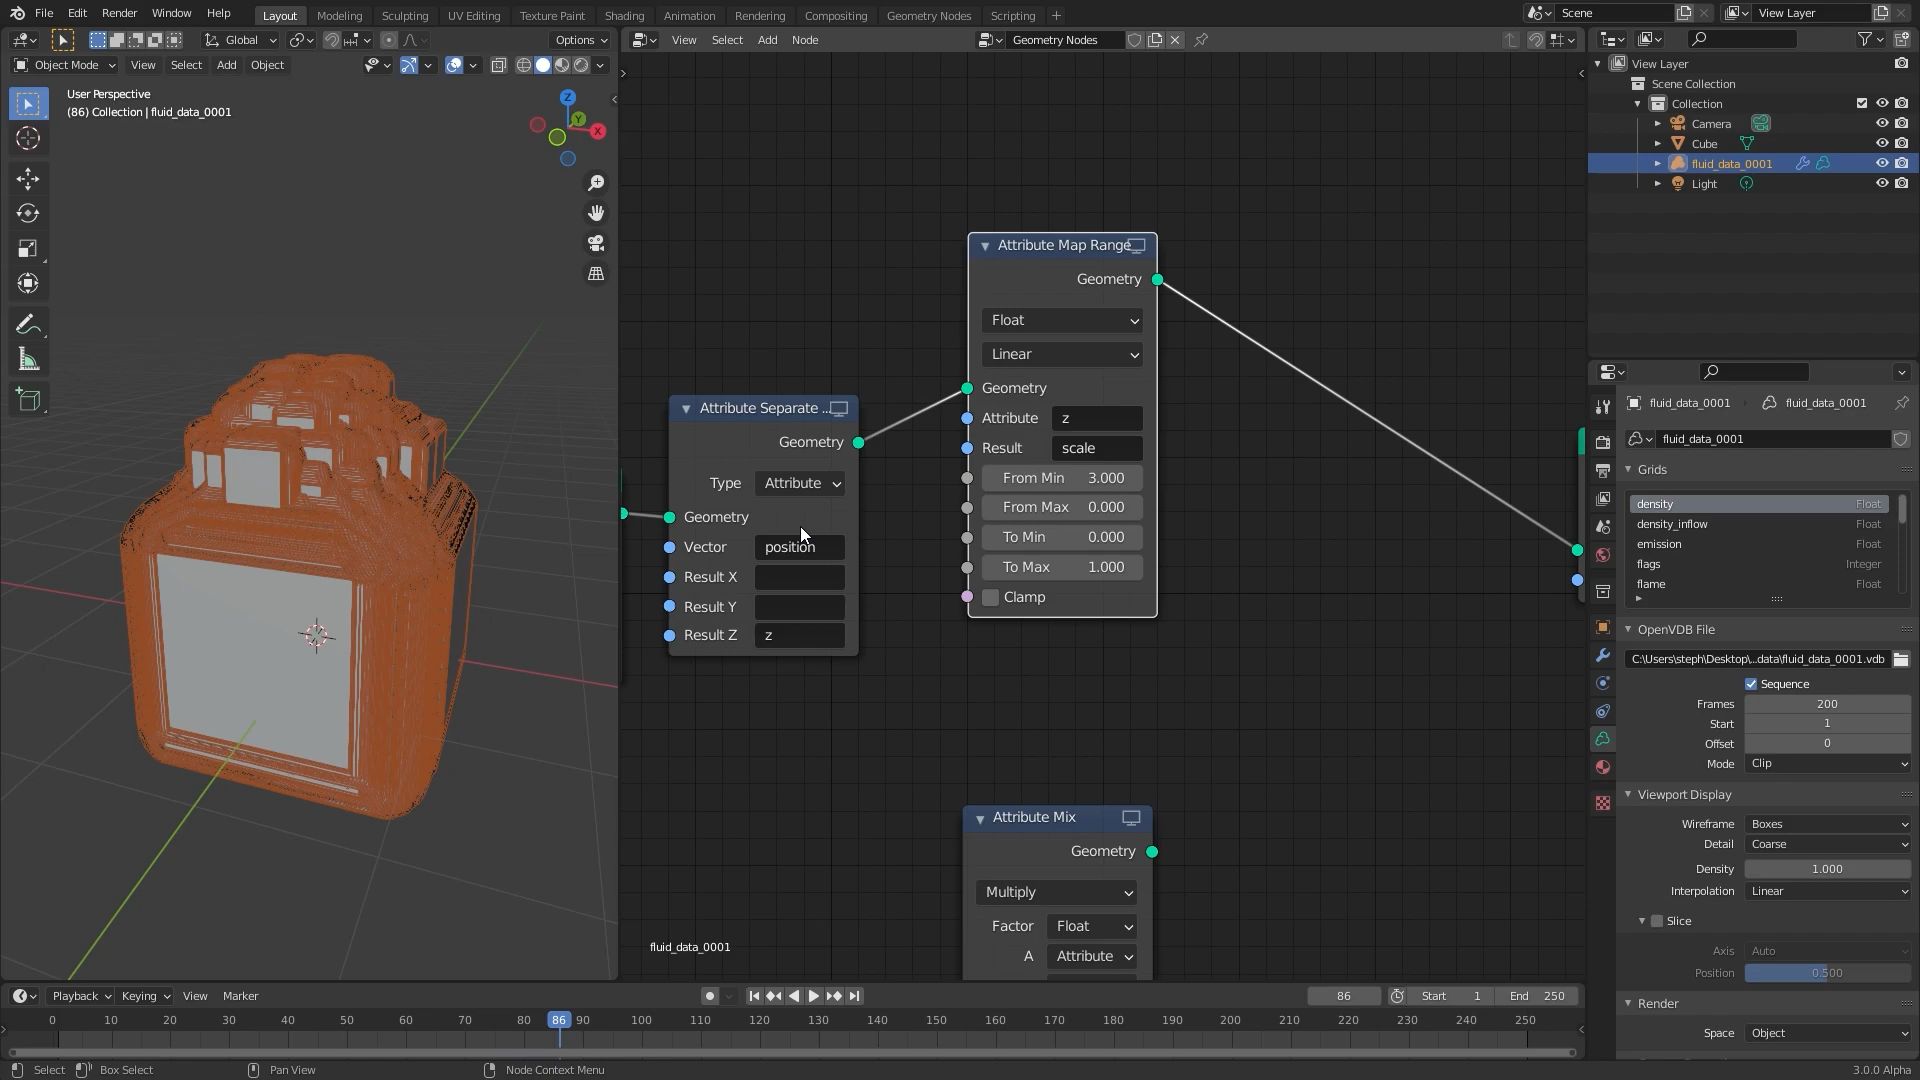 File Edit Render Window Help Layout Modeling Sculpting UV Editing Texture Paint Shading Animation Rendering Compositing Geometry Nodes Scripting Scene View Layer
Global Options
View Select Add Node Geometry Nodes
Object Mode View Select Add Object
User Perspective
(86) Collection | fluid_data_0001
Z
Y
X
Attribute Separate ...
Geometry
Type Attribute
Geometry
Vector position
Result X
Result Y
Result Z z
Attribute Map Range
Geometry
Float
Linear
Geometry
Attribute z
Result scale
From Min 3.000
From Max 0.000
To Min 0.000
To Max 1.000
Clamp
Attribute Mix
Geometry
Multiply
Factor Float
A Attribute
fluid_data_0001
View Layer
Scene Collection
Collection
Camera
Cube
fluid_data_0001
Light
fluid_data_0001 fluid_data_0001
fluid_data_0001
Grids
density Float
density_inflow Float
emission Float
flags Integer
flame Float
OpenVDB File
C:\Users\steph\Desktop\...data\fluid_data_0001.vdb
Sequence
Frames 200
Start 1
Offset 0
Mode Clip
Viewport Display
Wireframe Boxes
Detail Coarse
Density 1.000
Interpolation Linear
Slice
Axis Auto
Position 0.500
Render
Space Object
Playback Keying View Marker 86 Start 1 End 250
0 10 20 30 40 50 60 70 80 86 90 100 110 120 130 140 150 160 170 180 190 200 210 220 230 240 250
Select Box Select Pan View Node Context Menu 3.0.0 Alpha